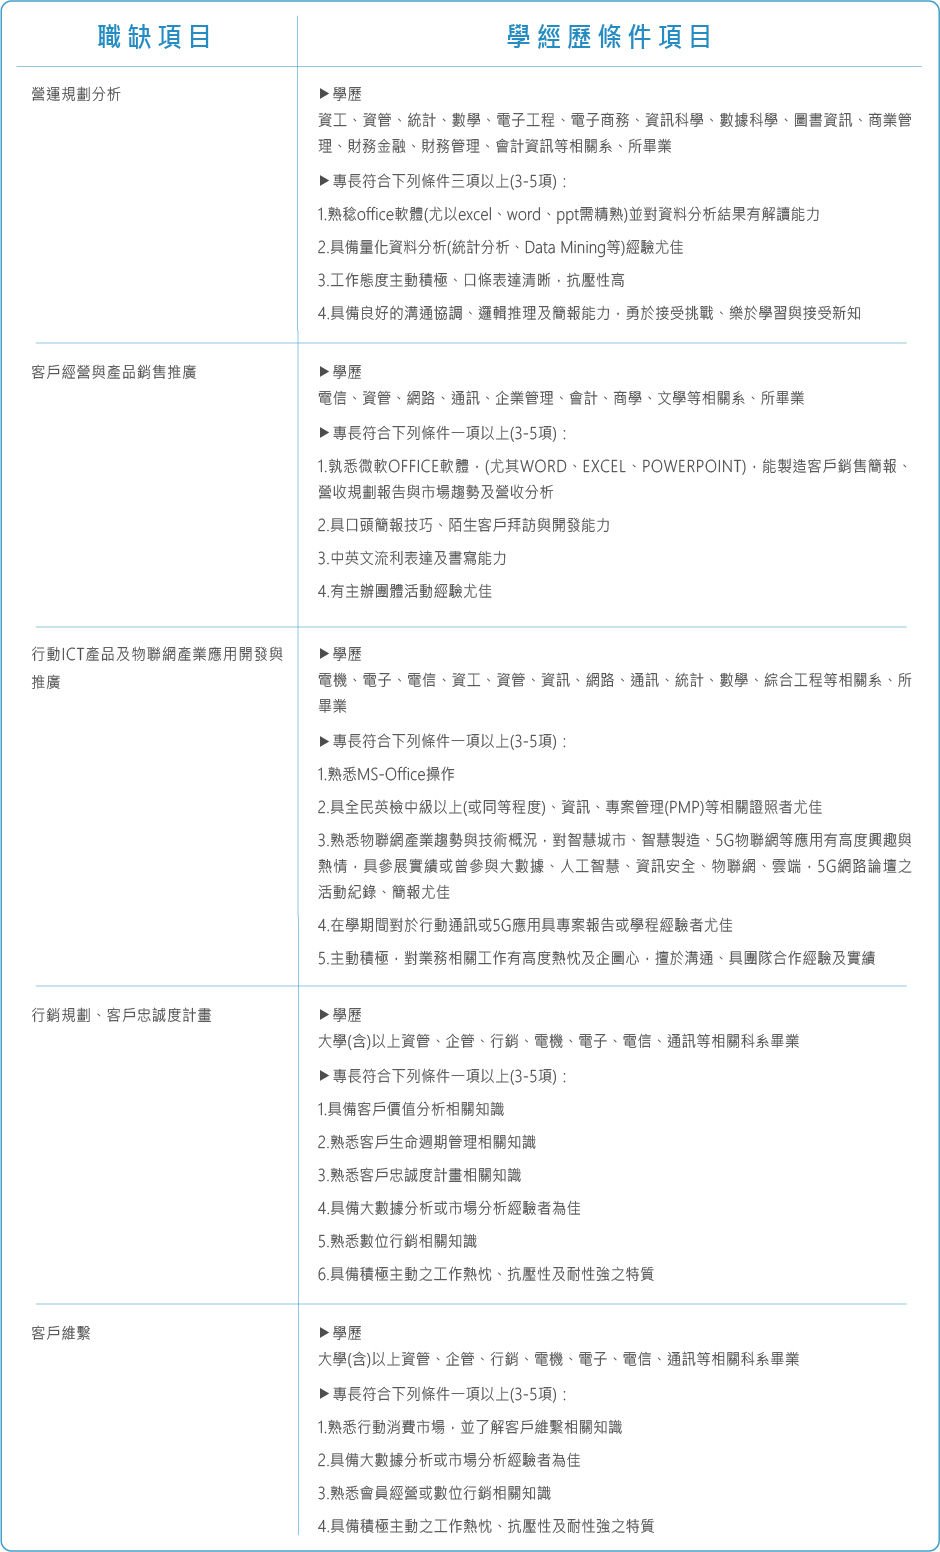 職缺項目
學經歷條件項目
營運規劃分析
▶學歷
資工、資管、統計、數學、電子工程、電子商務、資訊科學、數據科學、圖書資訊、商業管
理、財務金融、財務管理、會計資訊等相關系、所畢業
▶專長符合下列條件三項以上(3-5項)：
1.熟稔office軟體(尤以excel、word、ppt需精熟)並對資料分析結果有解讀能力
2.具備量化資料分析(統計分析、Data Mining等)經驗尤佳
3.工作態度主動積極、口條表達清晰，抗壓性高
4.具備良好的溝通協調、邏輯推理及簡報能力，勇於接受挑戰、樂於學習與接受新知
客戶經營與產品銷售推廣
▶學歷
電信、資管、網路、通訊、企業管理、會計、商學、文學等相關系、所畢業
▶專長符合下列條件一項以上(3-5項)：
1.孰悉微軟OFFICE軟體，(尤其WORD、EXCEL、POWERPOINT)，能製造客戶銷售簡報、
營收規劃報告與市場趨勢及營收分析
2.具口頭簡報技巧、陌生客戶拜訪與開發能力
3.中英文流利表達及書寫能力
4.有主辦團體活動經驗尤佳
行動ICT產品及物聯網產業應用開發與
推廣
▶學歷
電機、電子、電信、資工、資管、資訊、網路、通訊、統計、數學、綜合工程等相關系、所
畢業
▶專長符合下列條件一項以上(3-5項)：
1.熟悉MS-Office操作
2.具全民英檢中級以上(或同等程度)、資訊、專案管理(PMP)等相關證照者尤佳
3.熟悉物聯網產業趨勢與技術概況，對智慧城市、智慧製造、5G物聯網等應用有高度興趣與
熱情，具參展實績或曾參與大數據、人工智慧、資訊安全、物聯網、雲端，5G網路論壇之
活動紀錄、簡報尤佳
4.在學期間對於行動通訊或5G應用具專案報告或學程經驗者尤佳
5.主動積極，對業務相關工作有高度熱忱及企圖心，擅於溝通、具團隊合作經驗及實績
行銷規劃、客戶忠誠度計畫
▶學歷
大學(含)以上資管、企管、行銷、電機、電子、電信、通訊等相關科系畢業
▶專長符合下列條件一項以上(3-5項)：
1.具備客戶價值分析相關知識
2.熟悉客戶生命週期管理相關知識
3.熟悉客戶忠誠度計畫相關知識
4.具備大數據分析或市場分析經驗者為佳
5.熟悉數位行銷相關知識
6.具備積極主動之工作熱忱、抗壓性及耐性強之特質
客戶維繫
▶學歷
大學(含)以上資管、企管、行銷、電機、電子、電信、通訊等相關科系畢業
▶專長符合下列條件一項以上(3-5項)：
1.熟悉行動消費市場，並了解客戶維繫相關知識
2.具備大數據分析或市場分析經驗者為佳
3.熟悉會員經營或數位行銷相關知識
4.具備積極主動之工作熱忱、抗壓性及耐性強之特質